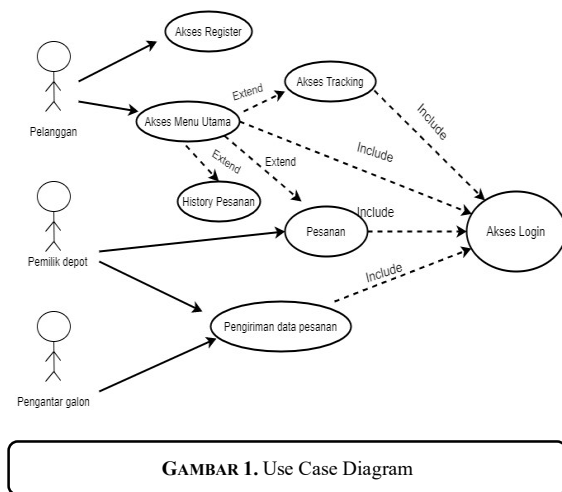 Akses Register
Extend
Akses Tracking
Pelanggan
Akses Menu Utama
Include
Extend
Extend
Include
History Pesanan
Pesanan
Include
Akses Login
Pemilik depot
Include
Pengiriman data pesanan
Pengantar galon
GAMBAR 1. Use Case Diagram